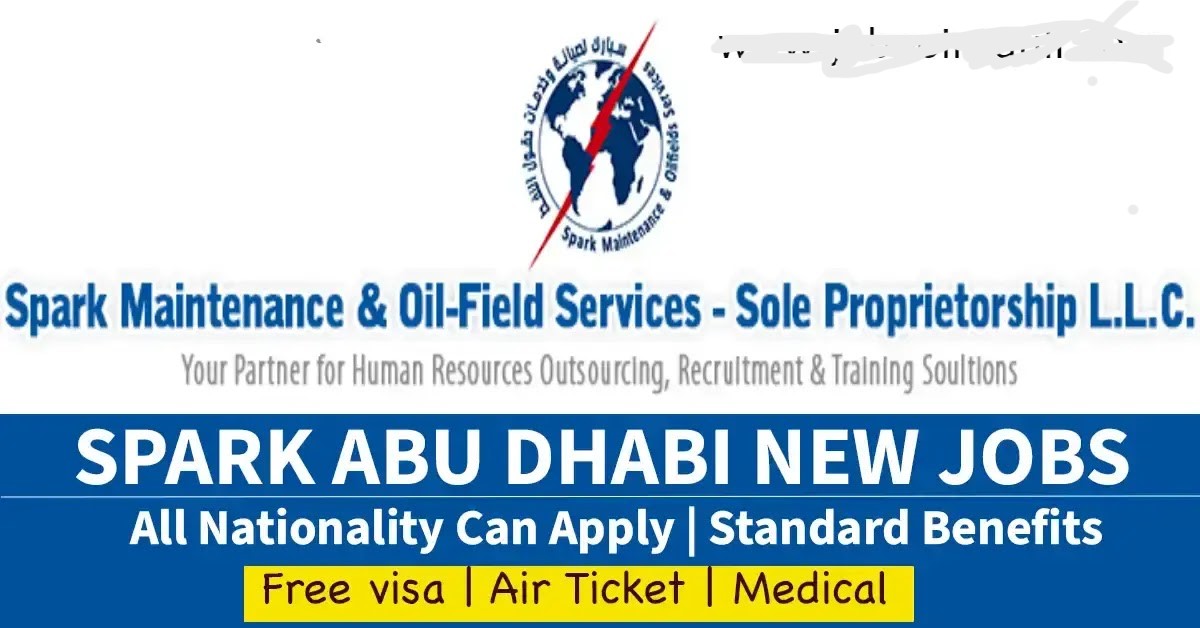 سبارك لصيانة وخدمات حقول النفط
Spark Maintenance & Oilfields Services
Spark Maintenance & Oil-Field Services - Sole Proprietorship L.L.C.
Your Partner for Human Resources Outsourcing, Recruitment & Training Soultions
SPARK ABU DHABI NEW JOBS
All Nationality Can Apply | Standard Benefits
Free visa | Air Ticket | Medical